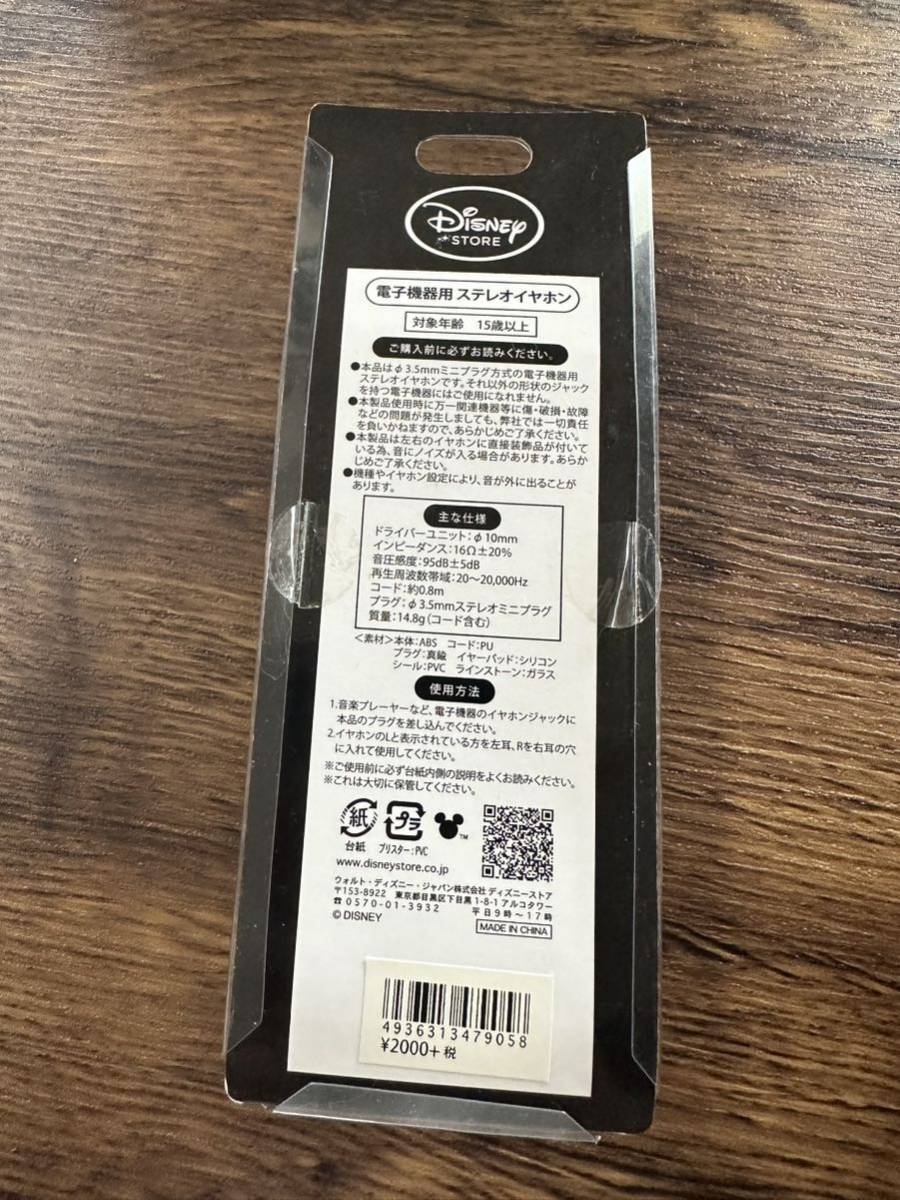 Disney
STORE
電子機器用 ステレオイヤホン
対象年齢 15歳以上
ご購入前に必ずお読みください。
●本品はφ3.5mmミニプラグ方式の電子機器用
ステレオイヤホンです。それ以外の形状のジャック
を持つ電子機器にはご使用になれません。
●本製品使用時に万一関連機器等に傷・破損・故障
などの問題が発生しましても、弊社では一切責任
を負いかねますので、あらかじめご了承ください。
●本製品は左右のイヤホンに直接装飾品が付いて
いる為、音にノイズが入る場合があります。あらか
じめご了承ください。
●機種やイヤホン設定により、音が外に出ることが
あります。
主な仕様
ドライバーユニット：φ10mm
インピーダンス：16Ω±20%
音圧感度：95dB±5dB
再生周波数帯域：20～20,000Hz
コード：約0.8m
プラグ：φ3.5mmステレオミニプラグ
質量：14.8g（コード含む）
＜素材＞本体：ABS コード：PU
プラグ：真鍮 イヤーパッド：シリコン
シール：PVC ラインストーン：ガラス
使用方法
1.音楽プレーヤーなど、電子機器のイヤホンジャックに
本品のプラグを差し込んでください。
2.イヤホンのLと表示されている方を左耳、Rを右耳の穴
に入れて使用してください。
※ご使用前に必ず台紙内側の説明をよくお読みください。
※これは大切に保管してください。
紙
プラ
TM
台紙 ブリスター：PVC
www.disneystore.co.jp
ウォルト・ディズニー・ジャパン株式会社 ディズニーストア
〒153-8922 東京都目黒区下目黒1-8-1 アルコタワー
☎0570-01-3932 平日9時～17時
© DISNEY
MADE IN CHINA
4936313479058
¥2000+税